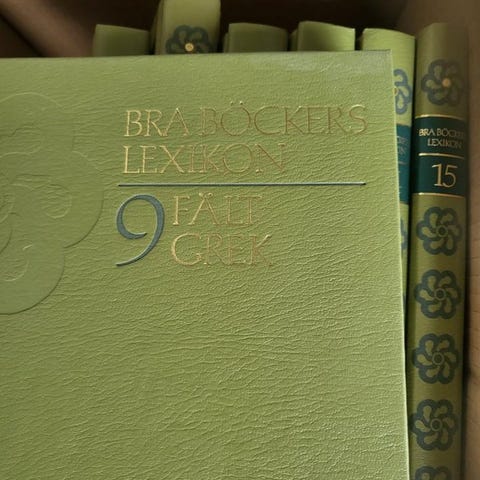 BRA BÖCKERS
LEXIKON
9 FÄLT
GREK
BRA BÖCKERS
LEXIKON
15